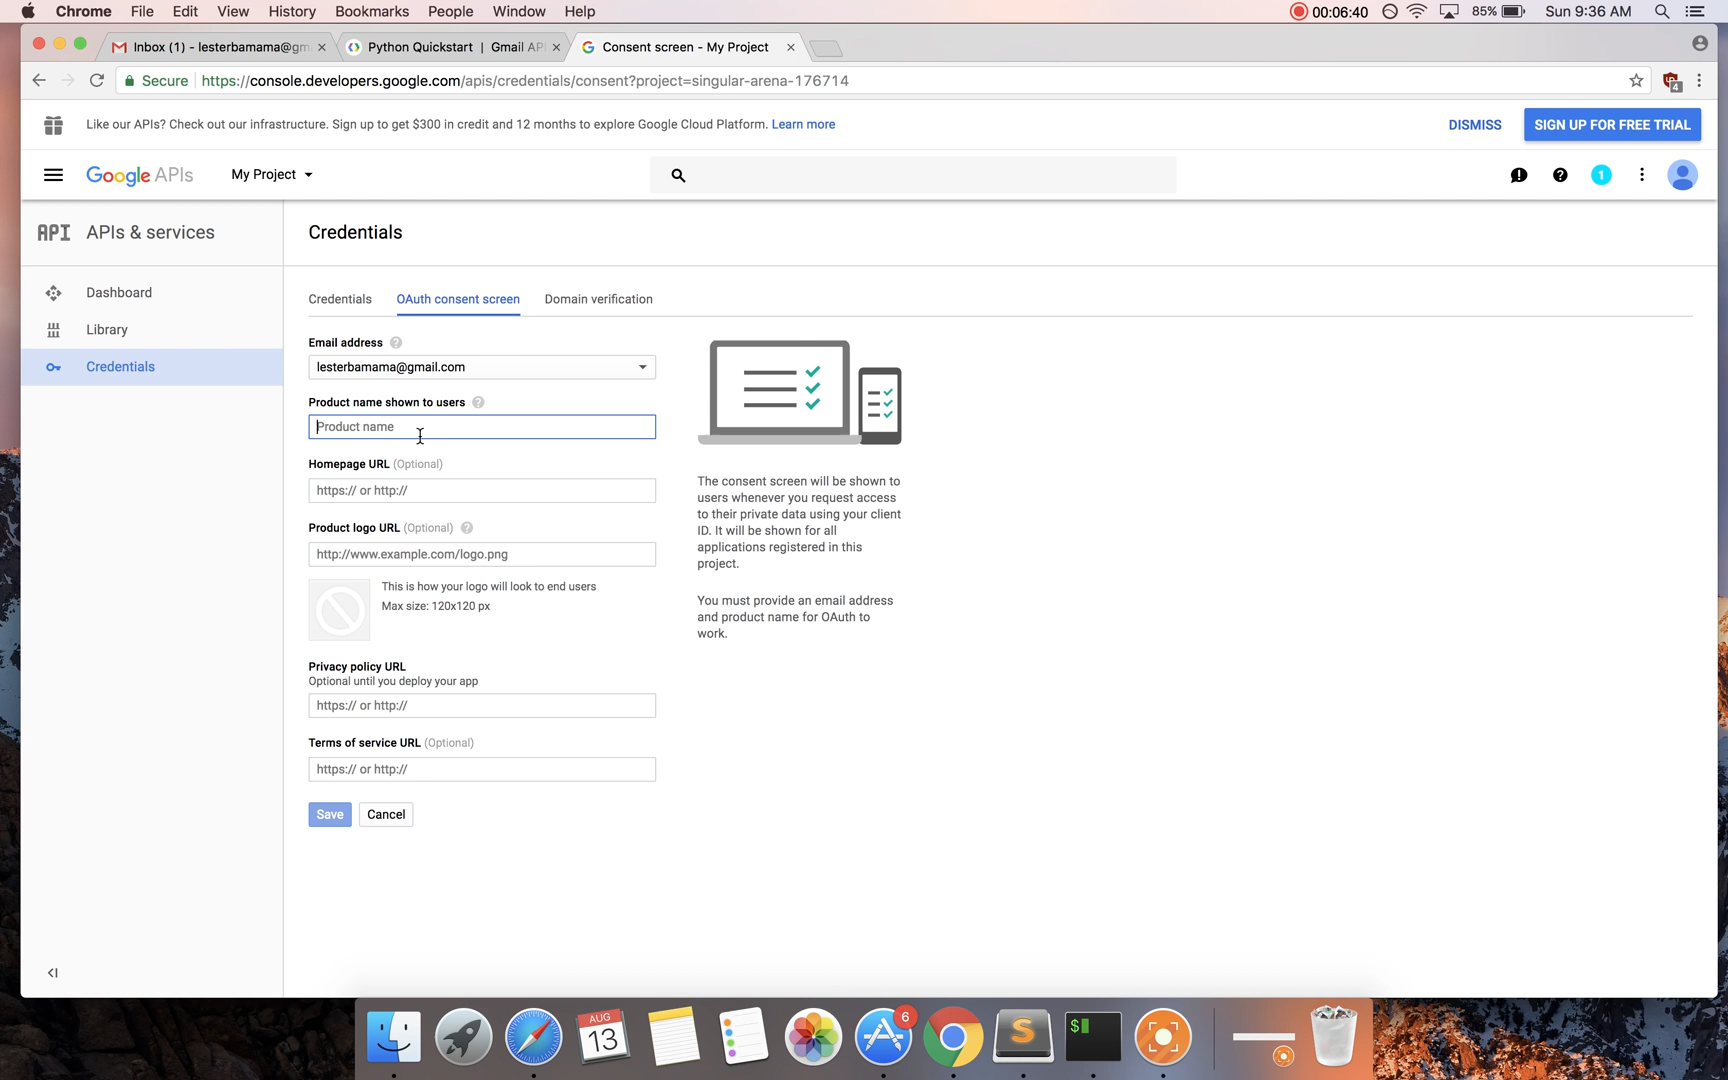 Chrome File Edit View History Bookmarks People Window Help 00:06:40 85% Sun 9:36 AM
Inbox (1) - lesterbamama@gm Python Quickstart | Gmail AP Consent screen - My Project
Secure https://console.developers.google.com/apis/credentials/consent?project=singular-arena-176714 4
Like our APIs? Check out our infrastructure. Sign up to get $300 in credit and 12 months to explore Google Cloud Platform. Learn more DISMISS SIGN UP FOR FREE TRIAL
Google APIs My Project 1
API APIs & services
Dashboard
Library
Credentials
Credentials
Credentials OAuth consent screen Domain verification
Email address
lesterbamama@gmail.com
Product name shown to users
Product name
Homepage URL (Optional)
https:// or http://
Product logo URL (Optional)
http://www.example.com/logo.png
This is how your logo will look to end users
Max size: 120x120 px
Privacy policy URL
Optional until you deploy your app
https:// or http://
Terms of service URL (Optional)
https:// or http://
Save Cancel
The consent screen will be shown to
users whenever you request access
to their private data using your client
ID. It will be shown for all
applications registered in this
project.
You must provide an email address
and product name for OAuth to
work.
AUG
13
6
S
$